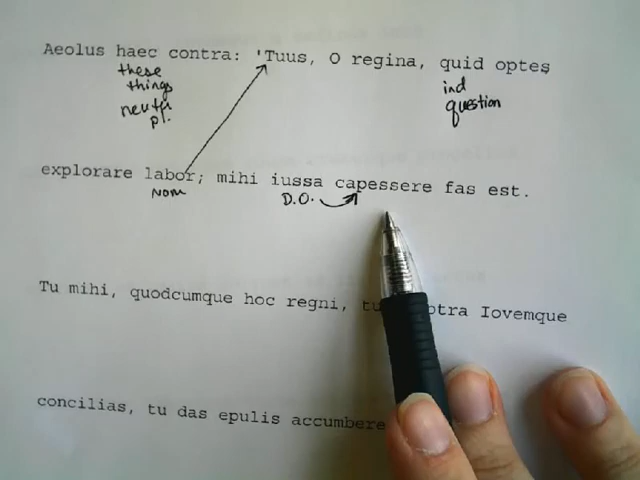 Aeolus haec contra: 'Tuus, O regina, quid optes
these
things
neuter
pl.
ind
question
explorare labor; mihi iussa capessere fas est.
Nom
D.O.
Tu mihi, quodcumque hoc regni, tu Iovemque
concilias, tu das epulis accumbere